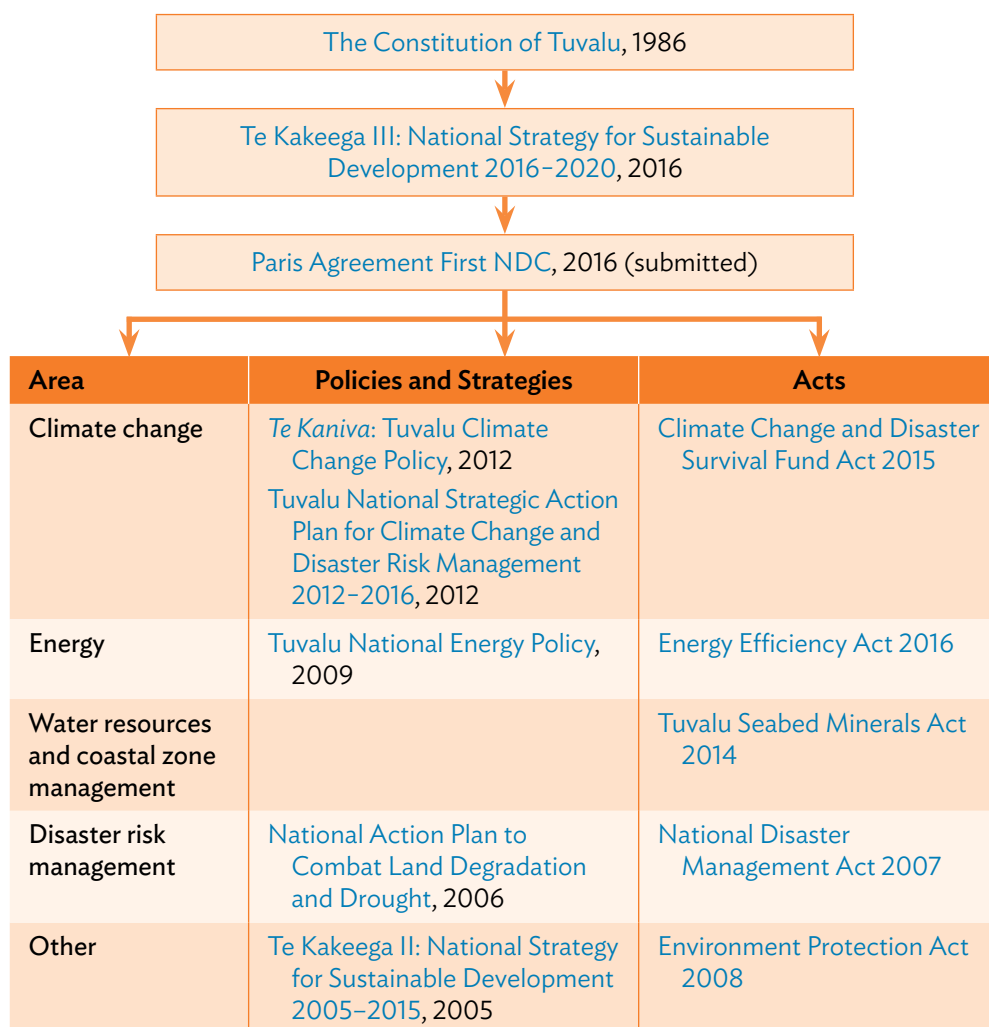 The Constitution of Tuvalu, 1986
Te Kakeega III: National Strategy for Sustainable
Development 2016–2020, 2016
Paris Agreement First NDC, 2016 (submitted)
Area
Policies and Strategies
Acts
Climate change
Te Kaniva: Tuvalu Climate
Change Policy, 2012
Tuvalu National Strategic Action
Plan for Climate Change and
Disaster Risk Management
2012–2016, 2012
Climate Change and Disaster
Survival Fund Act 2015
Energy
Tuvalu National Energy Policy,
2009
Energy Efficiency Act 2016
Water resources
and coastal zone
management
Tuvalu Seabed Minerals Act
2014
Disaster risk
management
National Action Plan to
Combat Land Degradation
and Drought, 2006
National Disaster
Management Act 2007
Other
Te Kakeega II: National Strategy
for Sustainable Development
2005–2015, 2005
Environment Protection Act
2008